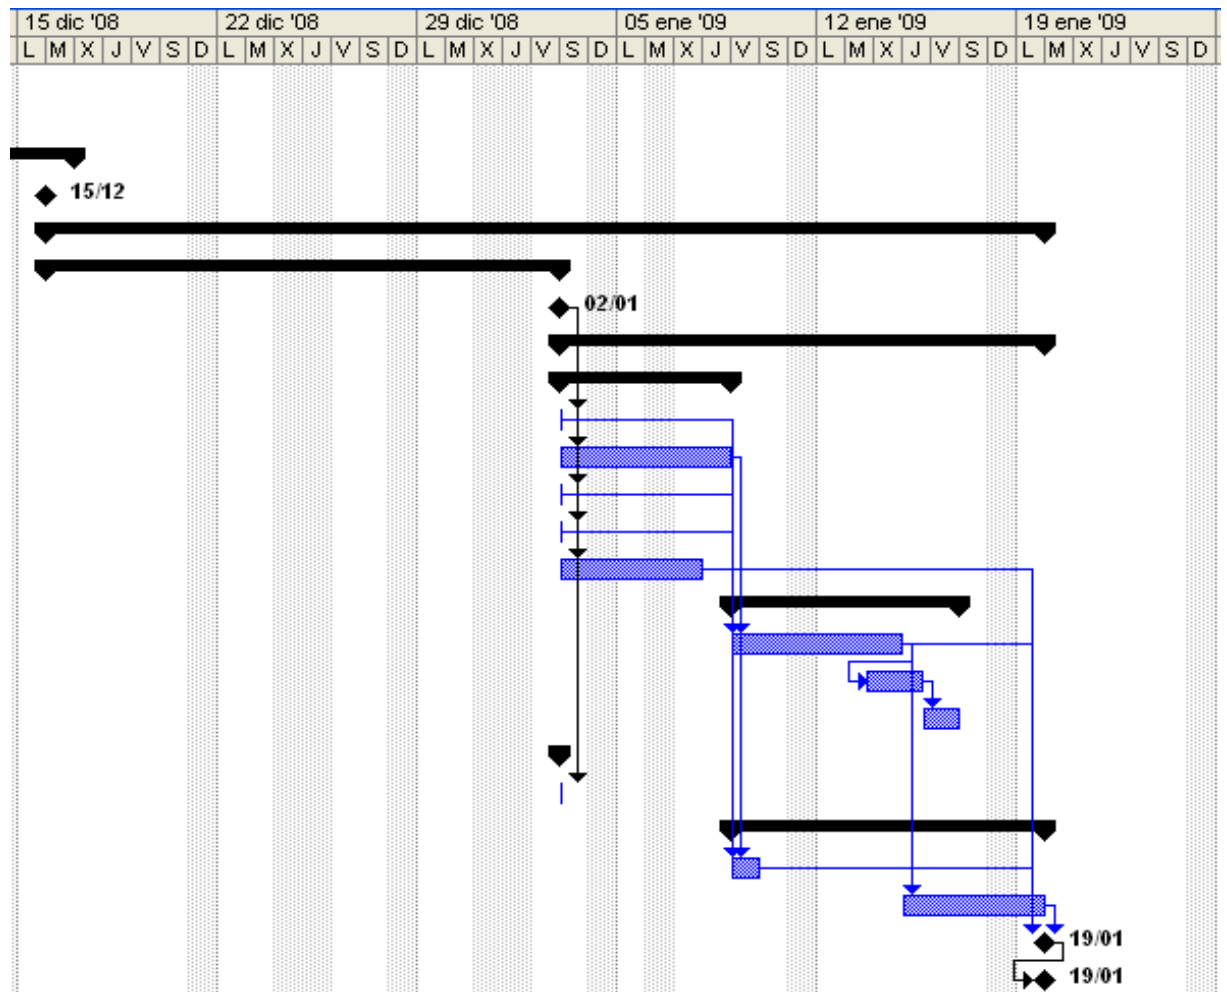 15 dic '08 22 dic '08 29 dic '08 05 ene '09 12 ene '09 19 ene '09
L M X J V S D L M X J V S D L M X J V S D L M X J V S D L M X J V S D L M X J V S D
15/12
02/01
19/01
19/01